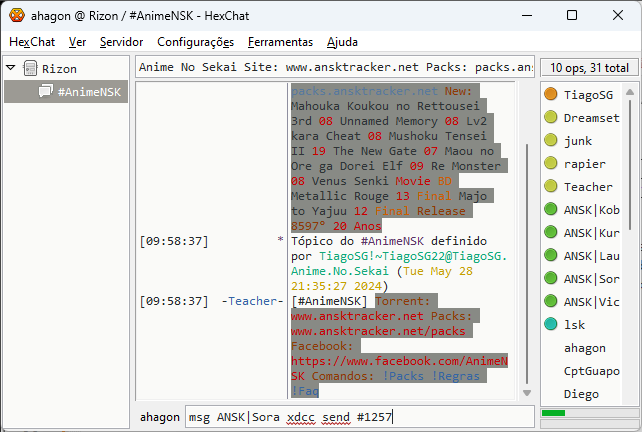 ahagon @ Rizon / #AnimeNSK - HexChat
HexChat Ver Servidor Configurações Ferramentas Ajuda
Rizon
#AnimeNSK
Anime No Sekai Site: www.ansktracker.net Packs: packs.an
10 ops, 31 total
packs.ansktracker.net New:
Mahouka Koukou no Rettousei
3rd 08 Unnamed Memory 08 Lv2
kara Cheat 08 Mushoku Tensei
II 19 The New Gate 07 Maou no
Ore ga Dorei Elf 09 Re Monster
08 Venus Senki Movie BD
Metallic Rouge 13 Final Majo
to Yajuu 12 Final Release
8597° 20 Anos
[09:58:37] * Tópico do #AnimeNSK definido
por TiagoSG!~TiagoSG22@TiagoSG.
Anime.No.Sekai (Tue May 28
21:35:27 2024)
[09:58:37] -Teacher- [#AnimeNSK] Torrent:
www.ansktracker.net Packs:
www.ansktracker.net/packs
Facebook:
https://www.facebook.com/AnimeN
SK Comandos: !Packs !Regras
!Faq
TiagoSG
Dreamset
junk
rapier
Teacher
ANSK|Kob
ANSK|Kur
ANSK|Lau
ANSK|Sor
ANSK|Vic
lsk
ahagon
CptGuapo
Diego
ahagon msg ANSK|Sora xdcc send #1257